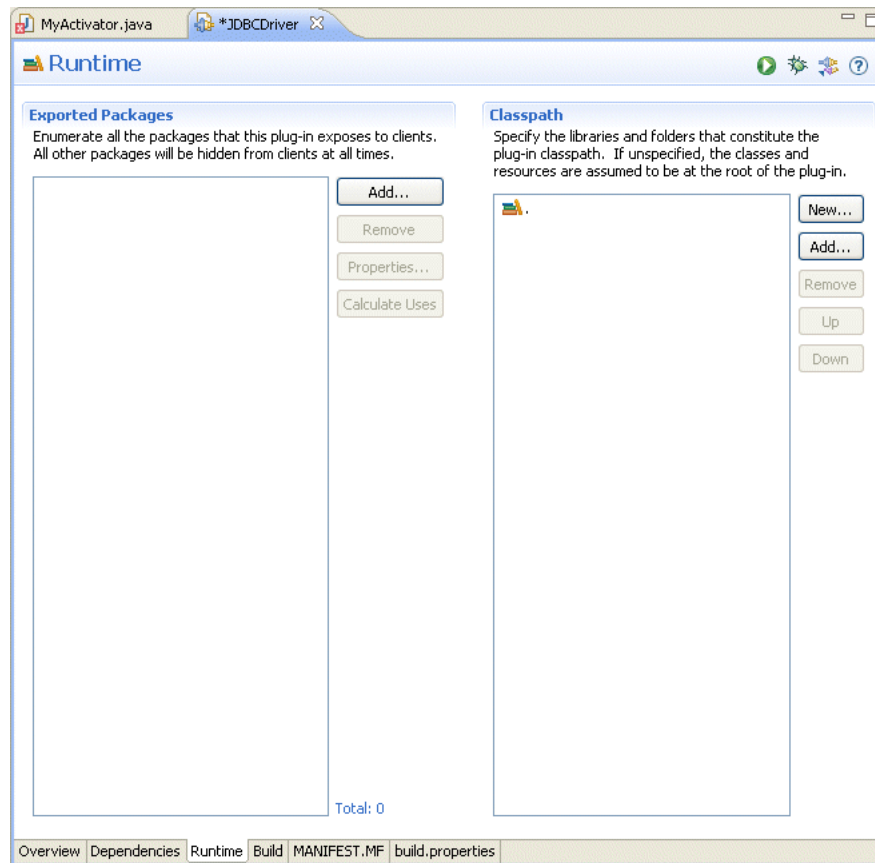 MyActivator.java
*JDBCDriver
Runtime
Exported Packages
Enumerate all the packages that this plug-in exposes to clients.
All other packages will be hidden from clients at all times.
Add...
Remove
Properties...
Calculate Uses
Total: 0
Classpath
Specify the libraries and folders that constitute the
plug-in classpath.  If unspecified, the classes and
resources are assumed to be at the root of the plug-in.
.
New...
Add...
Remove
Up
Down
Overview
Dependencies
Runtime
Build
MANIFEST.MF
build.properties